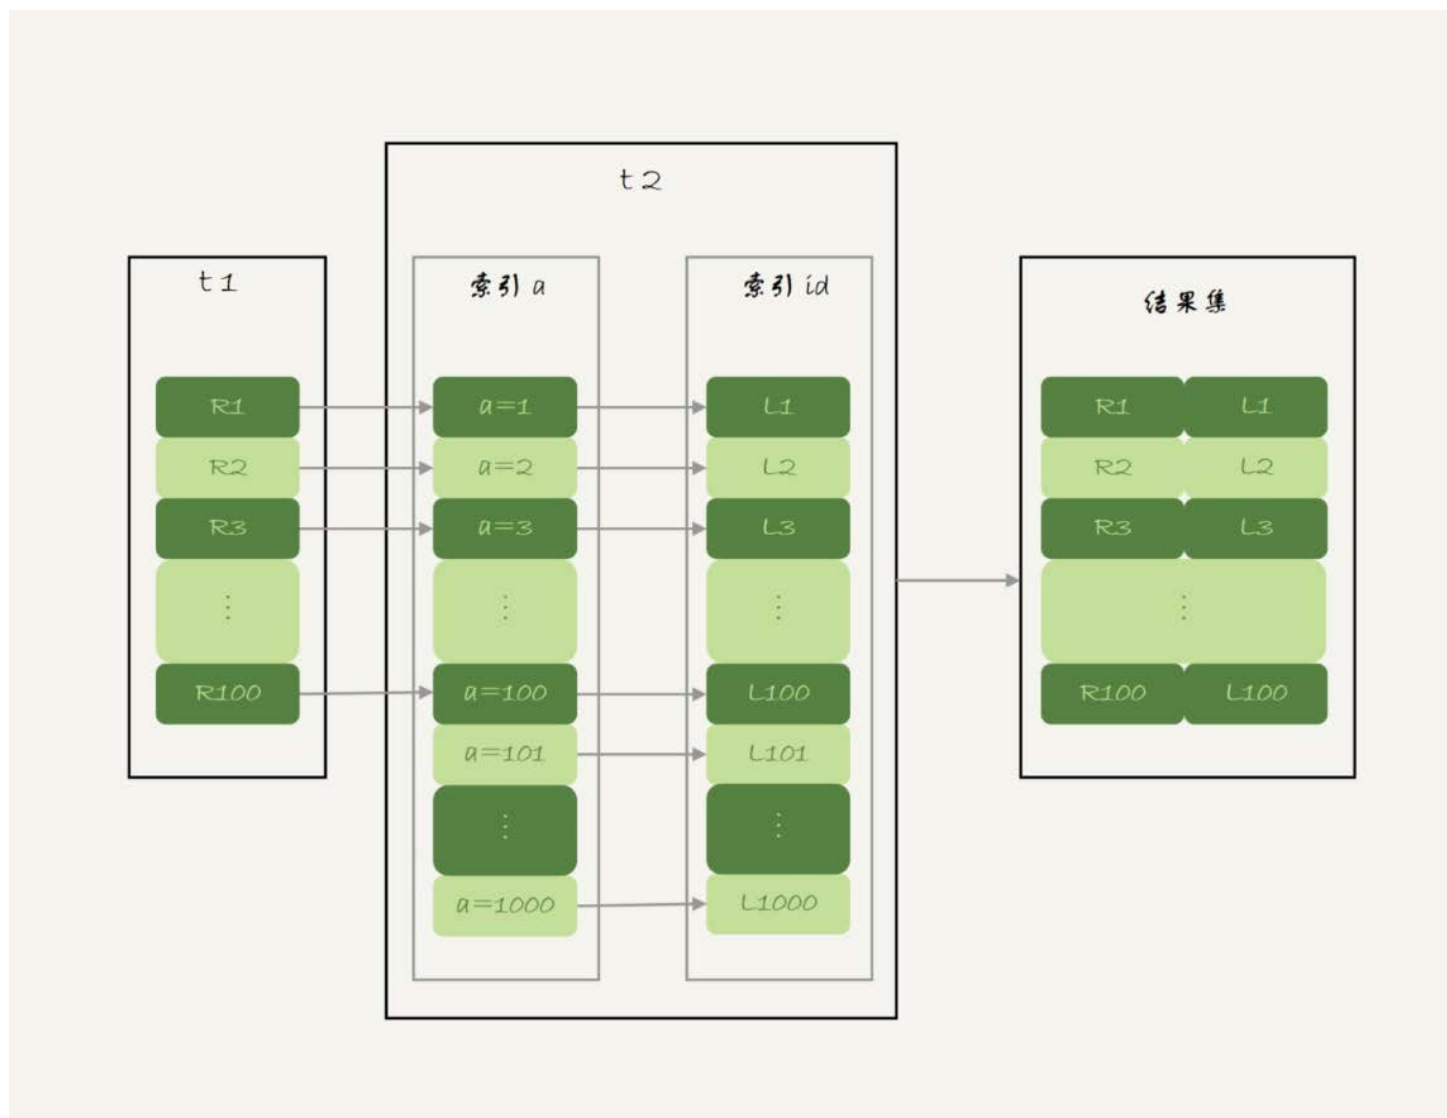 t2
t1
索引 a
索引 id
结果集
R1
a=1
L1
R1
L1
R2
a=2
L2
R2
L2
R3
a=3
L3
R3
L3
⋮
⋮
⋮
⋮
R100
a=100
L100
R100
L100
a=101
L101
⋮
⋮
a=1000
L1000